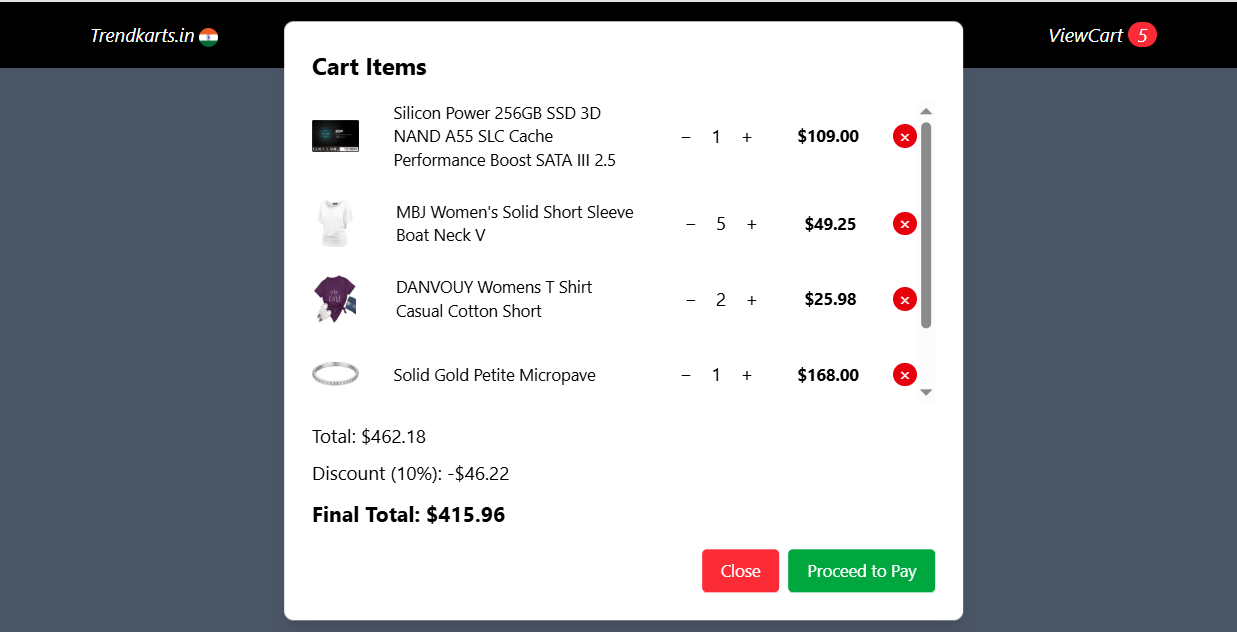 Trendkarts.in
ViewCart 5
Cart Items
Silicon Power 256GB SSD 3D
NAND A55 SLC Cache
Performance Boost SATA III 2.5
− 1 + $109.00 ×
MBJ Women's Solid Short Sleeve
Boat Neck V
− 5 + $49.25 ×
DANVOUY Womens T Shirt
Casual Cotton Short
− 2 + $25.98 ×
Solid Gold Petite Micropave
− 1 + $168.00 ×
Total: $462.18
Discount (10%): -$46.22
Final Total: $415.96
Close
Proceed to Pay